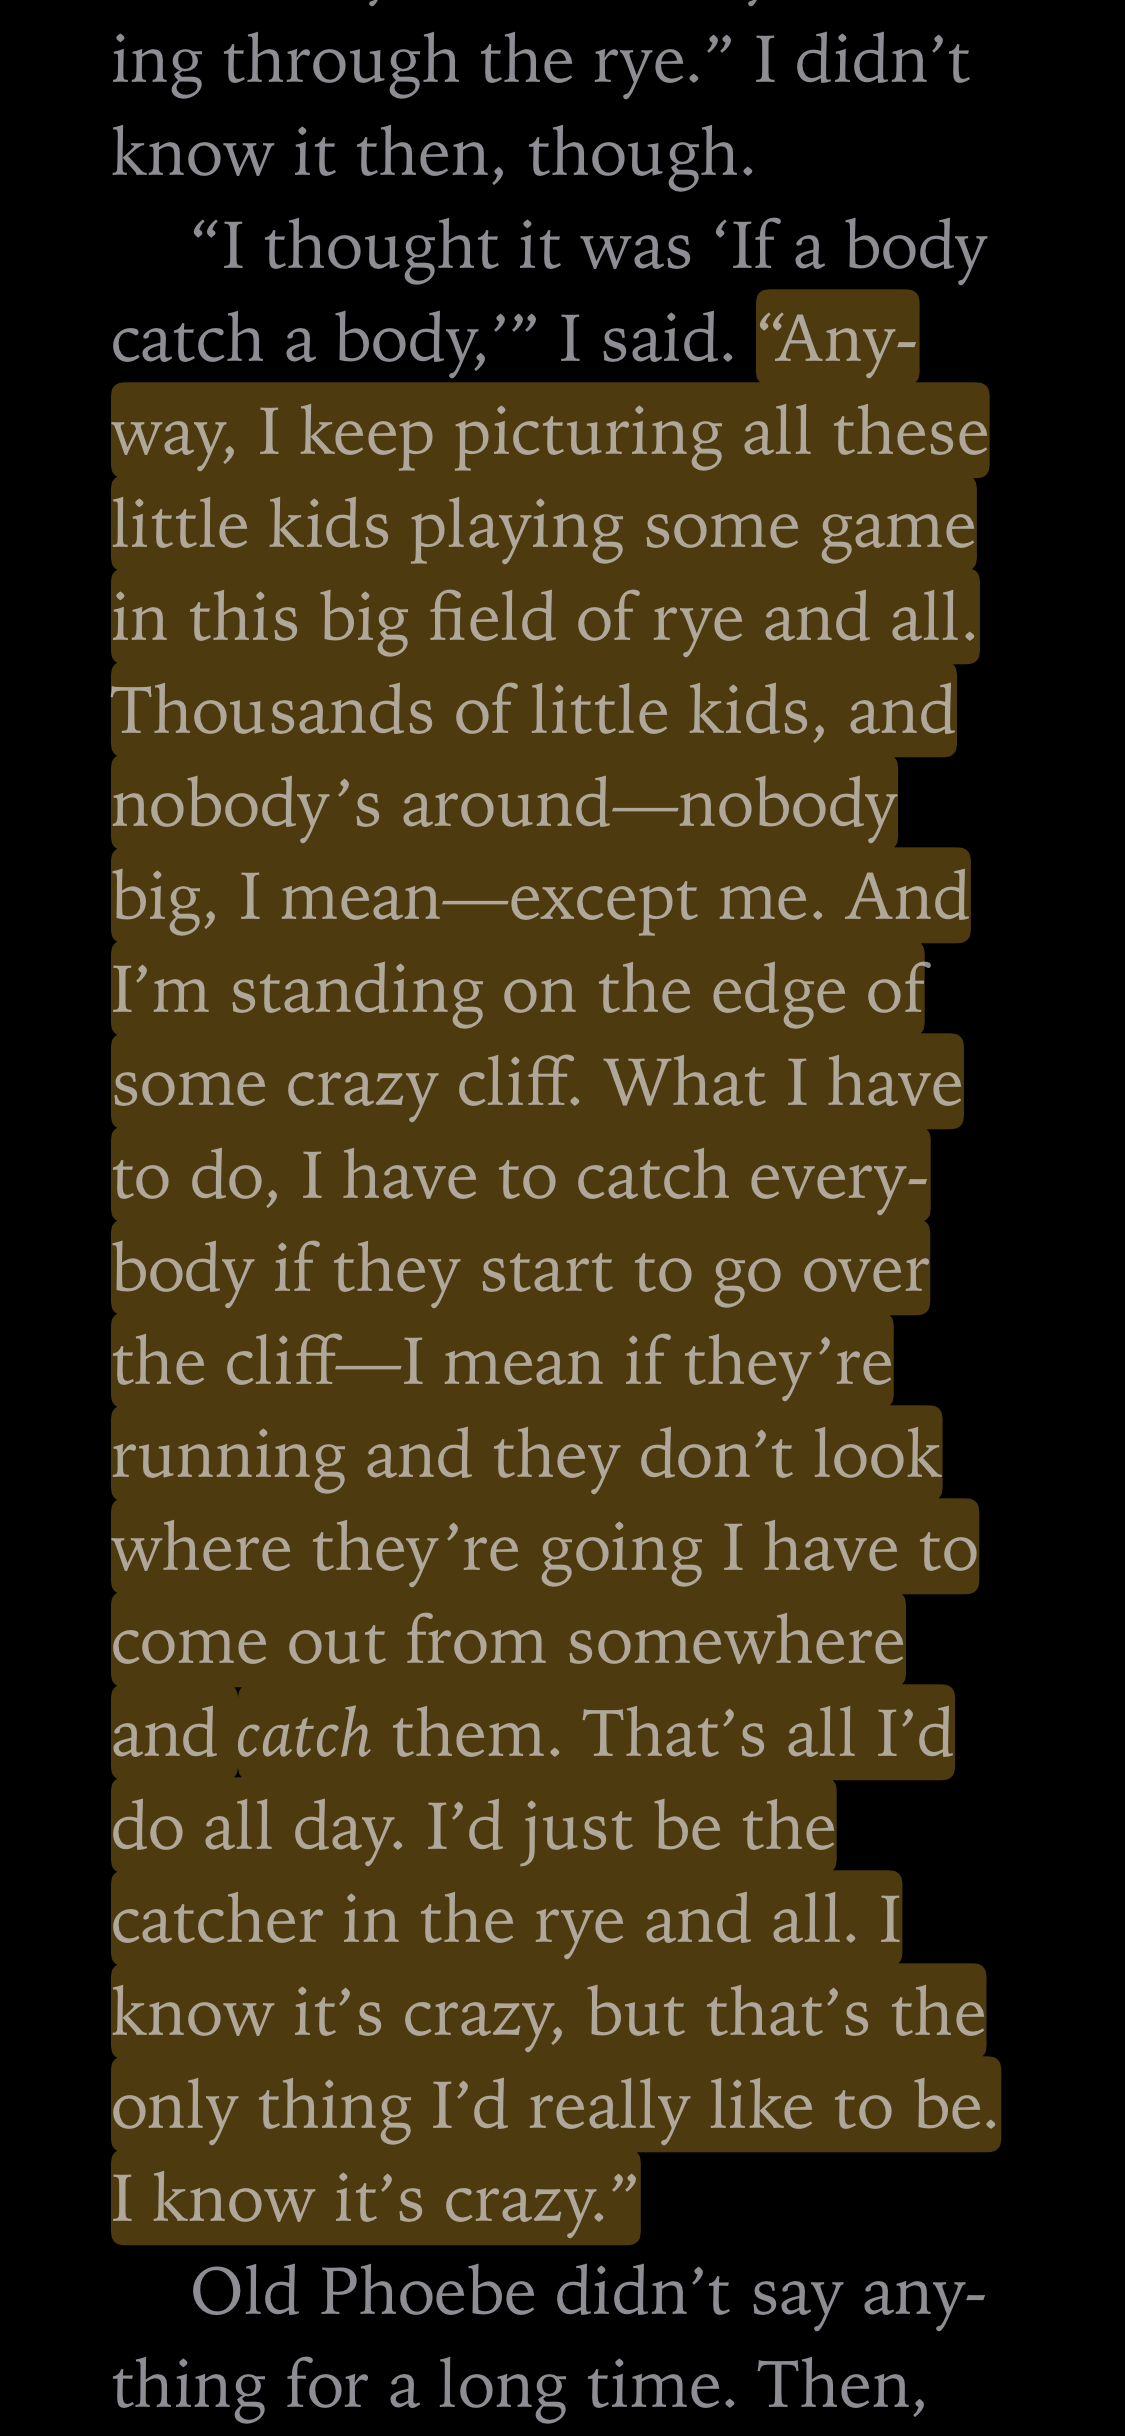 ing through the rye.” I didn’t
know it then, though.
“I thought it was ‘If a body
catch a body,’” I said. “Any-
way, I keep picturing all these
little kids playing some game
in this big field of rye and all.
Thousands of little kids, and
nobody’s around—nobody
big, I mean—except me. And
I’m standing on the edge of
some crazy cliff. What I have
to do, I have to catch every-
body if they start to go over
the cliff—I mean if they’re
running and they don’t look
where they’re going I have to
come out from somewhere
and catch them. That’s all I’d
do all day. I’d just be the
catcher in the rye and all. I
know it’s crazy, but that’s the
only thing I’d really like to be.
I know it’s crazy.”
Old Phoebe didn’t say any-
thing for a long time. Then,